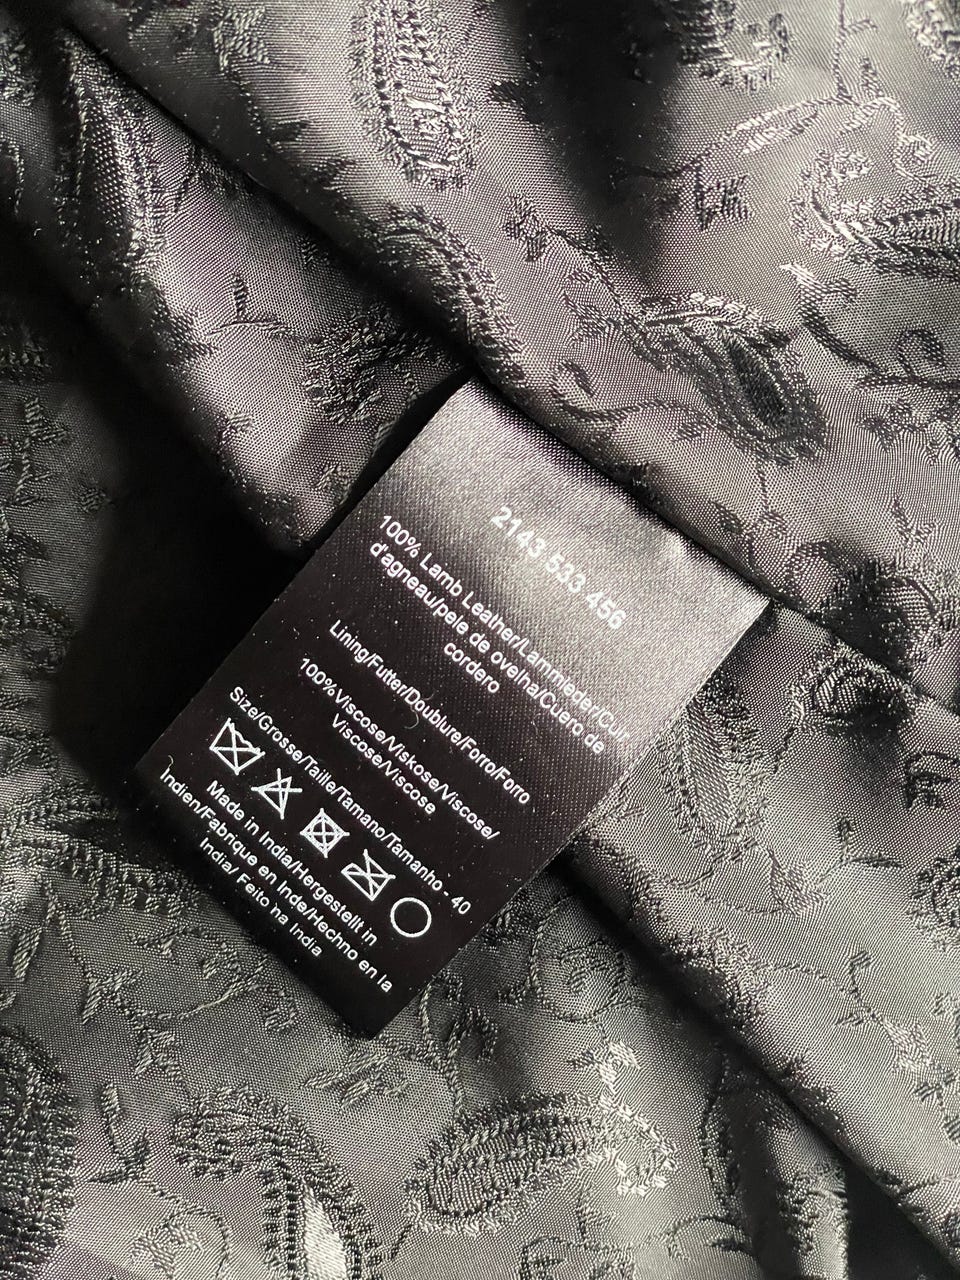 2143 533 456
100% Lamb Leather/Lammleder/Cuir
d'agneau/pele de ovelha/Cuero de
cordero
Lining/Futter/Doublure/Forro/Forro
100%Viscose/Viskose/Viscose/
Viscose/Viscose
Size/Grosse/Taille/Tamano/Tamanho - 40
Made in India/Hergestellt in
Indien/Fabrique en Inde/Hechno en la
India/ Feito na India